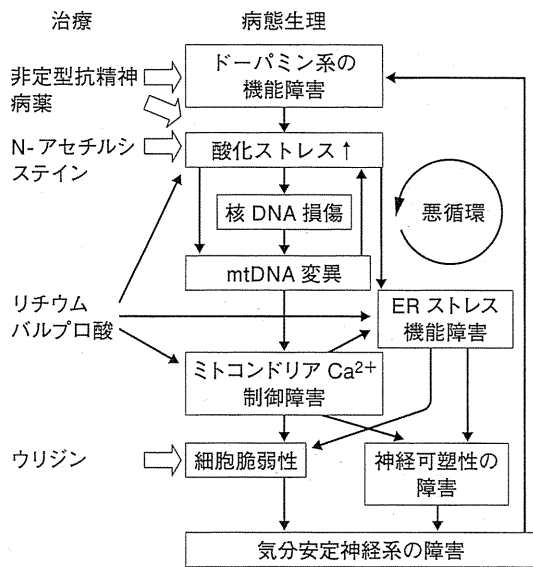 治療
病態生理
非定型抗精神
病薬
ドーパミン系の
機能障害
N-アセチルシ
ステイン
酸化ストレス↑
核 DNA 損傷
悪循環
mtDNA 変異
リチウム
バルプロ酸
ER ストレス
機能障害
ミトコンドリア Ca²⁺
制御障害
ウリジン
細胞脆弱性
神経可塑性の
障害
気分安定神経系の障害